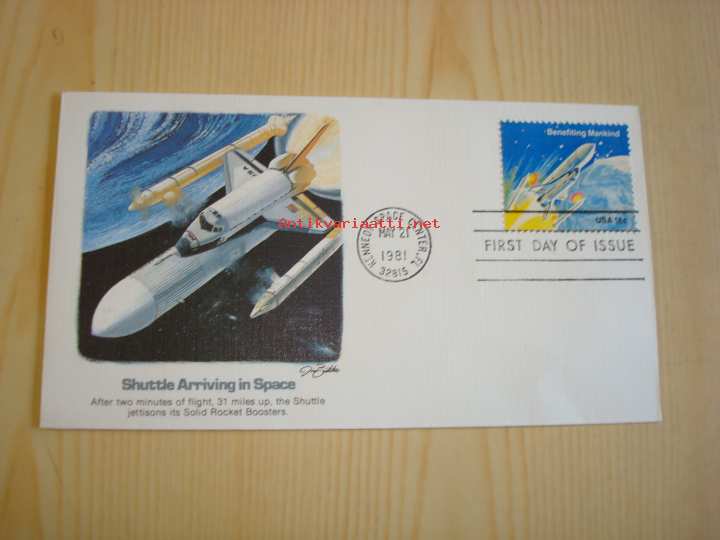 Benefiting Mankind
USA 18c
KENNEDY SPACE CENTER, FL
MAY 21
1981
32815
FIRST DAY OF ISSUE
Antikvariaatti.net
Shuttle Arriving in Space
After two minutes of flight, 31 miles up, the Shuttle
jettisons its Solid Rocket Boosters.